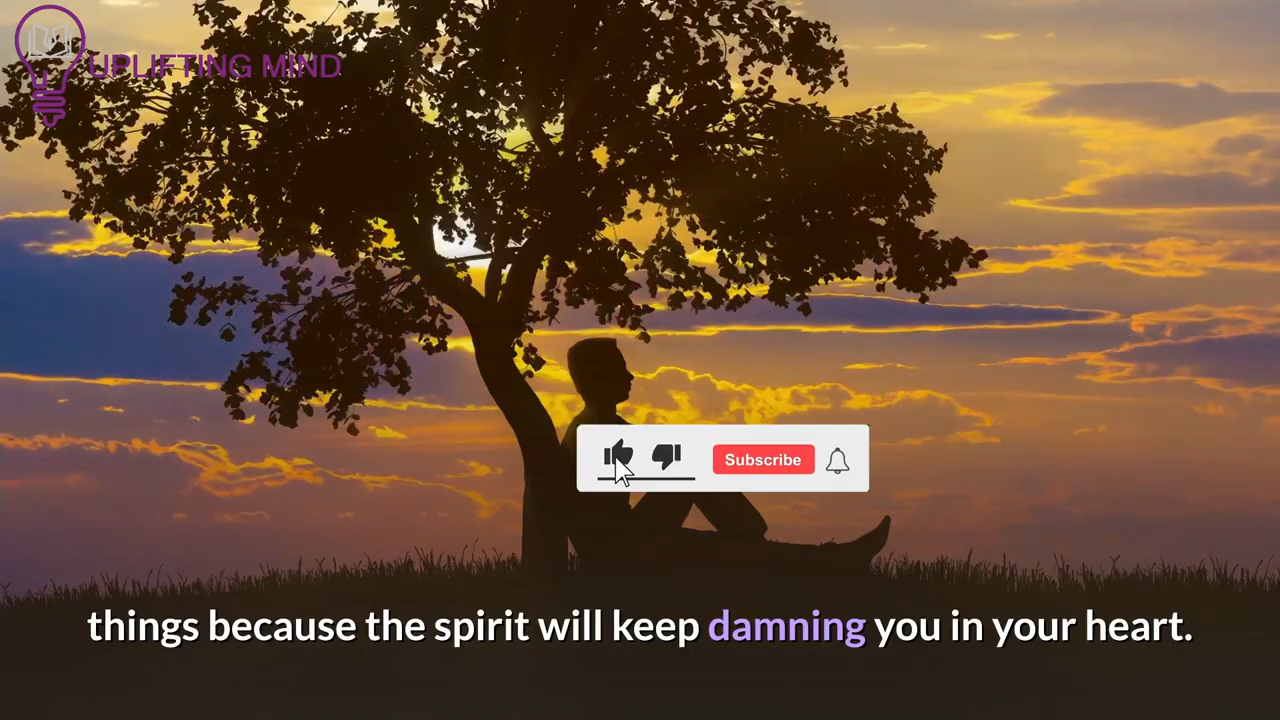 UPLIFTING MIND
Subscribe
things because the spirit will keep damning you in your heart.